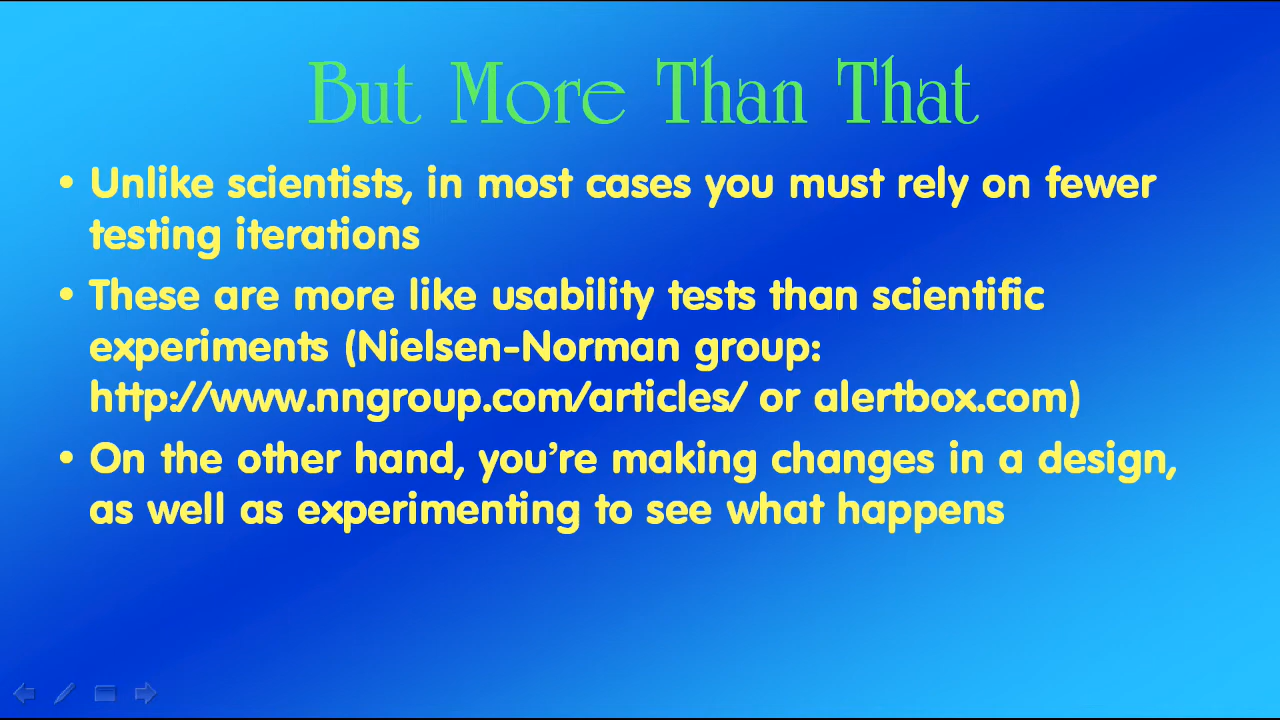 But More Than That
• Unlike scientists, in most cases you must rely on fewer
testing iterations
• These are more like usability tests than scientific
experiments (Nielsen-Norman group:
http://www.nngroup.com/articles/ or alertbox.com)
• On the other hand, you’re making changes in a design,
as well as experimenting to see what happens